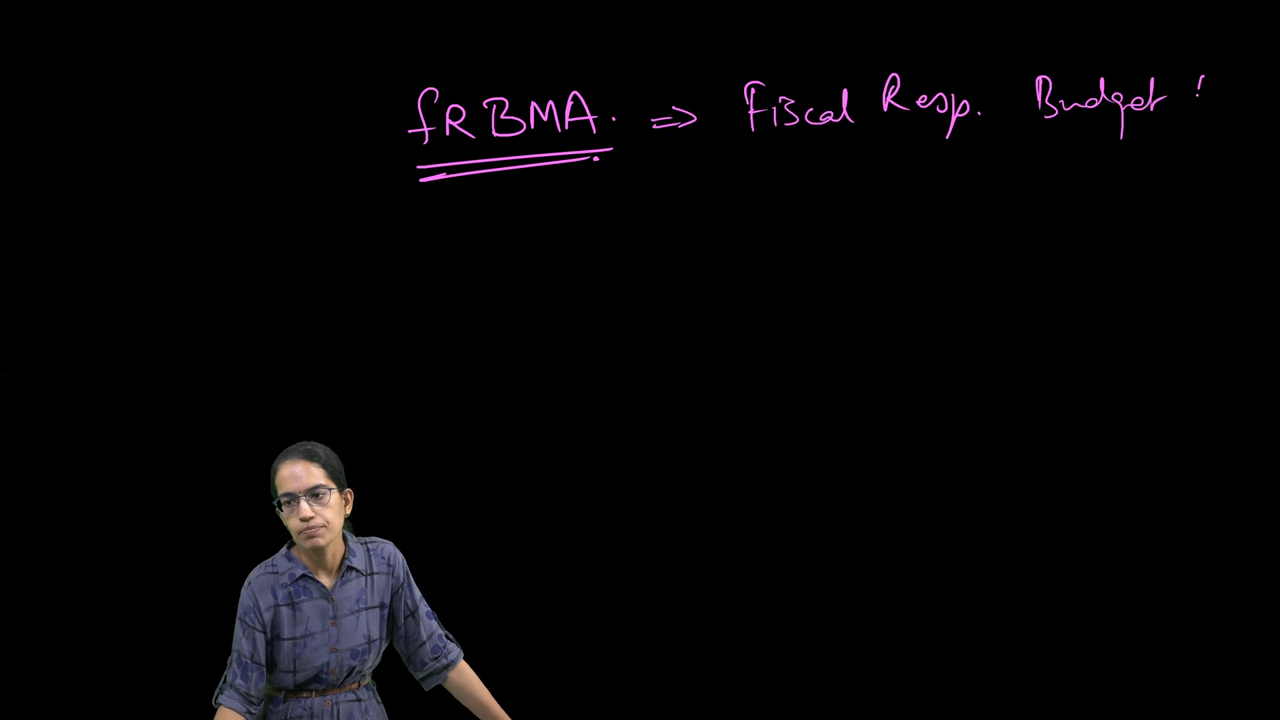 fRBMA. => Fiscal Resp. Budget